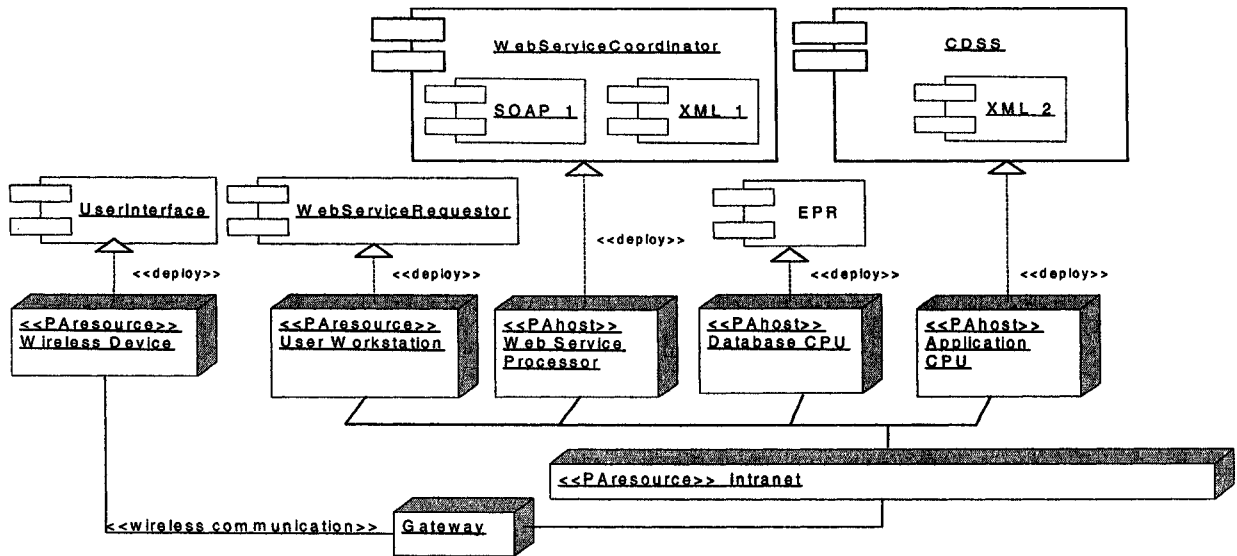 WebServiceCoordinator
CDSS
SOAP_1
XML_1
XML_2
UserInterface
WebServiceRequestor
EPR
<<deploy>>
<<deploy>>
<<deploy>>
<<deploy>>
<<deploy>>
<<PAresource>>
Wireless Device
<<PAresource>>
User Workstation
<<PAhost>>
Web Service
Processor
<<PAhost>>
Database CPU
<<PAhost>>
Application
CPU
<<PAresource>> Intranet
<<wireless communication>>
Gateway